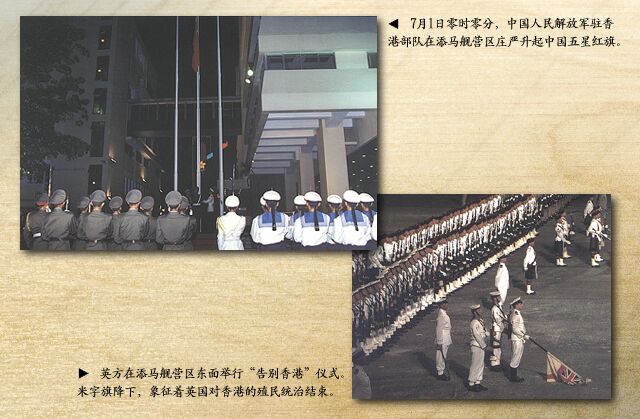 ◀ 7月1日零时零分，中国人民解放军驻香
港部队在添马舰营区庄严升起中国五星红旗。
▶ 英方在添马舰营区东面举行“告别香港”仪式。
米字旗降下，象征着英国对香港的殖民统治结束。